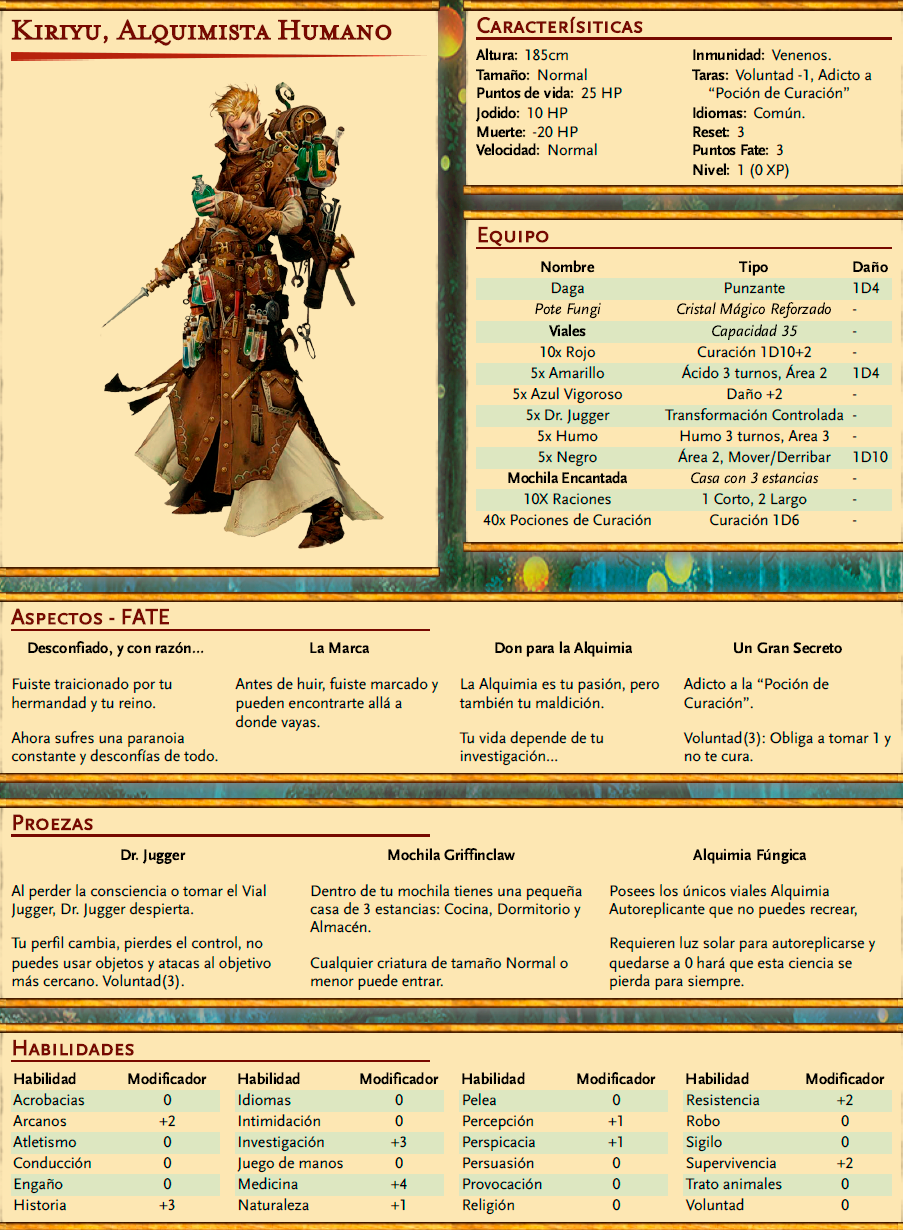 Kiriyu, Alquimista Humano
Caracterísiticas
Altura: 185cm
Tamaño: Normal
Puntos de vida: 25 HP
Jodido: 10 HP
Muerte: -20 HP
Velocidad: Normal
Inmunidad: Venenos.
Taras: Voluntad -1, Adicto a
“Poción de Curación”
Idiomas: Común.
Reset: 3
Puntos Fate: 3
Nivel: 1 (0 XP)
Equipo
Nombre Tipo Daño
Daga Punzante 1D4
Pote Fungi Cristal Mágico Reforzado -
Viales Capacidad 35 -
10x Rojo Curación 1D10+2 -
5x Amarillo Ácido 3 turnos, Área 2 1D4
5x Azul Vigoroso Daño +2 -
5x Dr. Jugger Transformación Controlada -
5x Humo Humo 3 turnos, Area 3 -
5x Negro Área 2, Mover/Derribar 1D10
Mochila Encantada Casa con 3 estancias -
10X Raciones 1 Corto, 2 Largo -
40x Pociones de Curación Curación 1D6 -
Aspectos - FATE
Desconfiado, y con razón...
Fuiste traicionado por tu
hermandad y tu reino.
Ahora sufres una paranoia
constante y desconfías de todo.
La Marca
Antes de huir, fuiste marcado y
pueden encontrarte allá a
donde vayas.
Don para la Alquimia
La Alquimia es tu pasión, pero
también tu maldición.
Tu vida depende de tu
investigación...
Un Gran Secreto
Adicto a la “Poción de
Curación”.
Voluntad(3): Obliga a tomar 1 y
no te cura.
Proezas
Dr. Jugger
Al perder la consciencia o tomar el Vial
Jugger, Dr. Jugger despierta.
Tu perfil cambia, pierdes el control, no
puedes usar objetos y atacas al objetivo
más cercano. Voluntad(3).
Mochila Griffinclaw
Dentro de tu mochila tienes una pequeña
casa de 3 estancias: Cocina, Dormitorio y
Almacén.
Cualquier criatura de tamaño Normal o
menor puede entrar.
Alquimia Fúngica
Posees los únicos viales Alquimia
Autoreplicante que no puedes recrear,
Requieren luz solar para autoreplicarse y
quedarse a 0 hará que esta ciencia se
pierda para siempre.
Habilidades
Habilidad Modificador Habilidad Modificador Habilidad Modificador Habilidad Modificador
Acrobacias 0 Idiomas 0 Pelea 0 Resistencia +2
Arcanos +2 Intimidación 0 Percepción +1 Robo 0
Atletismo 0 Investigación +3 Perspicacia +1 Sigilo 0
Conducción 0 Juego de manos 0 Persuasión 0 Supervivencia +2
Engaño 0 Medicina +4 Provocación 0 Trato animales 0
Historia +3 Naturaleza +1 Religión 0 Voluntad 0